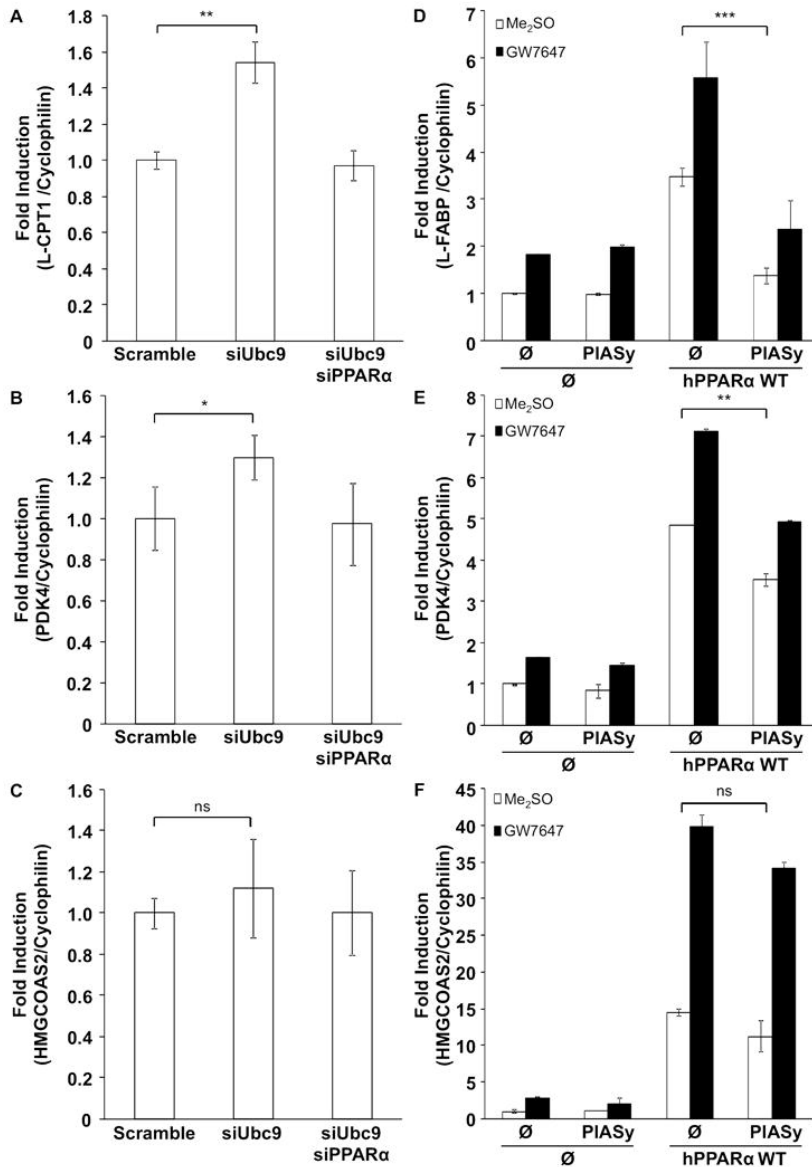 A
Fold Induction
(L-CPT1 /Cyclophilin)
1.8
1.6
1.4
1.2
1.0
0.8
0.6
0.4
0.2
0
**
Scramble
siUbc9
siUbc9
siPPARα
B
Fold Induction
(PDK4/Cyclophilin)
1.6
1.4
1.2
1.0
0.8
0.6
0.4
0.2
0
*
Scramble
siUbc9
siUbc9
siPPARα
C
Fold Induction
(HMGCOAS2/Cyclophilin)
1.6
1.4
1.2
1.0
0.8
0.6
0.4
0.2
0
ns
Scramble
siUbc9
siUbc9
siPPARα
D
Fold Induction
(L-FABP /Cyclophilin)
Me₂SO
GW7647
***
7
6
5
4
3
2
1
0
Ø PIASy Ø PIASy
Ø hPPARα WT
E
Fold Induction
(PDK4/Cyclophilin)
Me₂SO
GW7647
**
8
7
6
5
4
3
2
1
0
Ø PIASy Ø PIASy
Ø hPPARα WT
F
Fold Induction
(HMGCOAS2/Cyclophilin)
Me₂SO
GW7647
ns
45
40
35
30
25
20
15
10
5
0
Ø PIASy Ø PIASy
Ø hPPARα WT